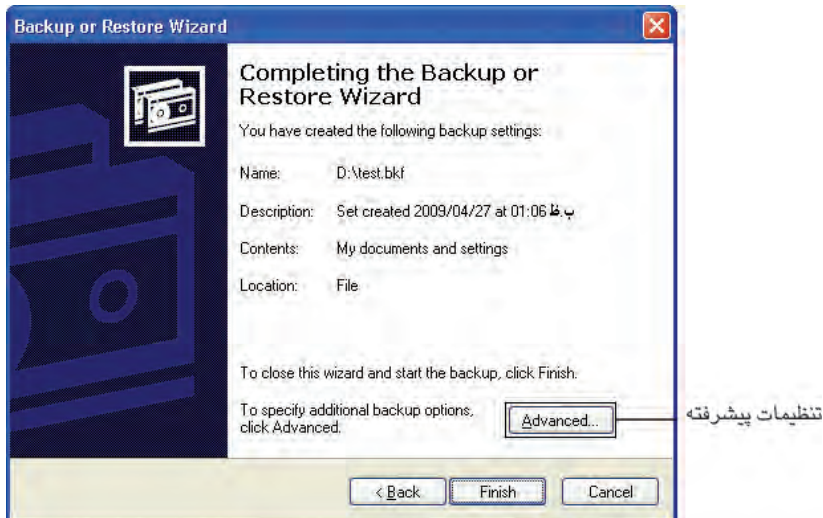 Backup or Restore Wizard
Completing the Backup or
Restore Wizard
You have created the following backup settings:
Name: D:\test.bkf
Description: Set created 2009/04/27 at 01:06 ب.ظ
Contents: My documents and settings
Location: File
To close this wizard and start the backup, click Finish.
To specify additional backup options,
click Advanced.
Advanced...
تنظیمات پیشرفته
< Back
Finish
Cancel